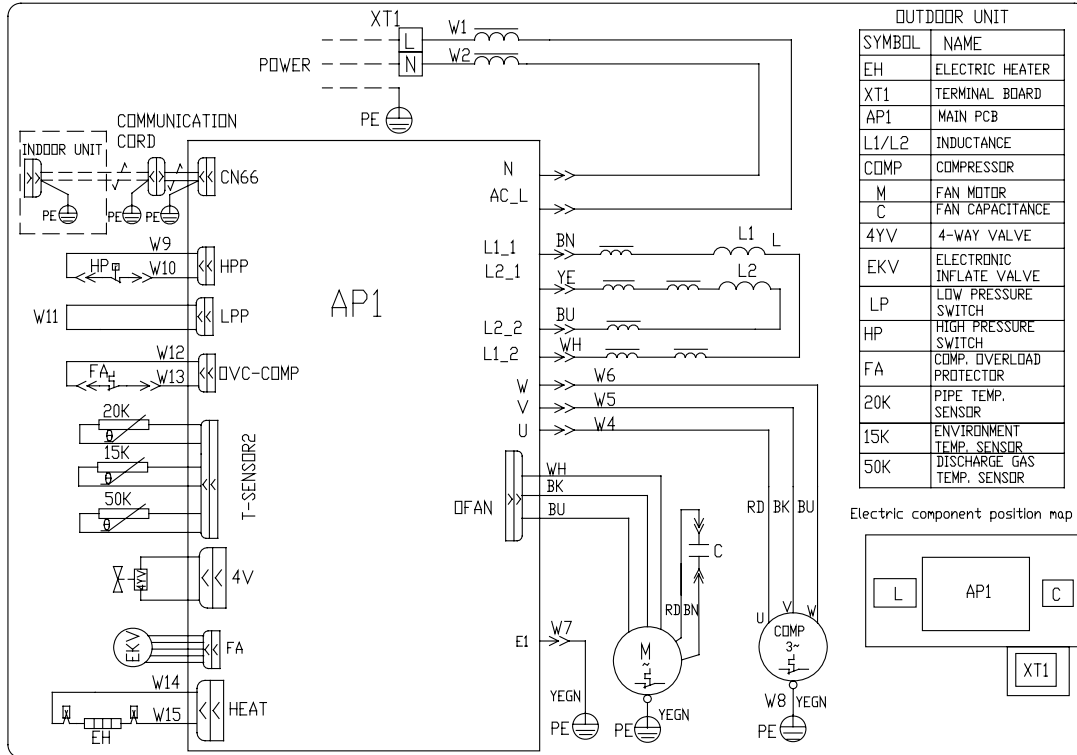 XT1
L
N
POWER
PE
W1
W2
COMMUNICATION
CORD
INDOOR UNIT
PE
PE
PE
CN66
W9
HP
W10
HPP
W11
LPP
W12
FA
W13
OVC-COMP
20K
θ
15K
θ
50K
θ
T-SENSOR2
4YV
4V
EKV
FA
W14
W15
EH
HEAT
AP1
N
AC_L
L1_1
BN
L1
L
L2_1
YE
L2
L2_2
BU
L1_2
WH
W
W6
V
W5
U
W4
OFAN
WH
BK
BU
RD
BK
BU
C
RD
BN
M
~
PE
YEGN
E1
W7
YEGN
PE
U
V
W
COMP
3~
W8
YEGN
PE
OUTDOOR UNIT
SYMBOL NAME
EH ELECTRIC HEATER
XT1 TERMINAL BOARD
AP1 MAIN PCB
L1/L2 INDUCTANCE
COMP COMPRESSOR
M FAN MOTOR
C FAN CAPACITANCE
4YV 4-WAY VALVE
EKV ELECTRONIC
INFLATE VALVE
LP LOW PRESSURE
SWITCH
HP HIGH PRESSURE
SWITCH
FA COMP. OVERLOAD
PROTECTOR
20K PIPE TEMP.
SENSOR
15K ENVIRONMENT
TEMP. SENSOR
50K DISCHARGE GAS
TEMP. SENSOR
Electric component position map
L
AP1
C
XT1